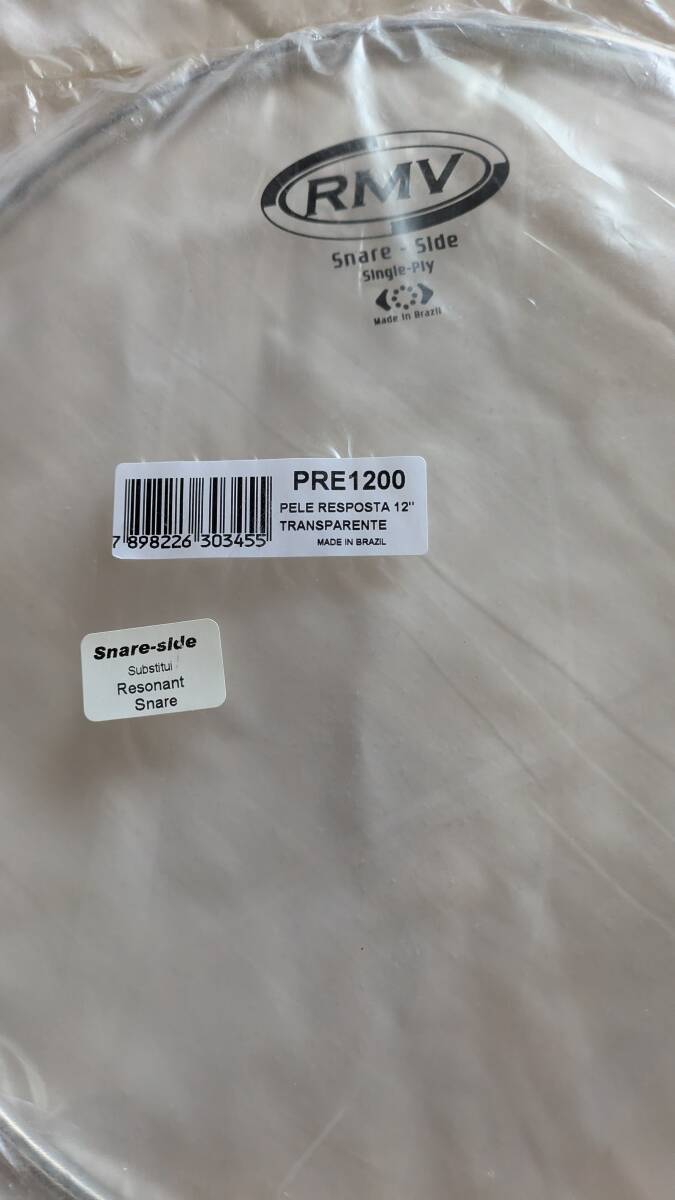 RMV
Snare - Side
Single-Ply
Made in Brazil
PRE1200
PELE RESPOSTA 12"
TRANSPARENTE
MADE IN BRAZIL
7 898226 303455
Snare-side
Substitui
Resonant
Snare